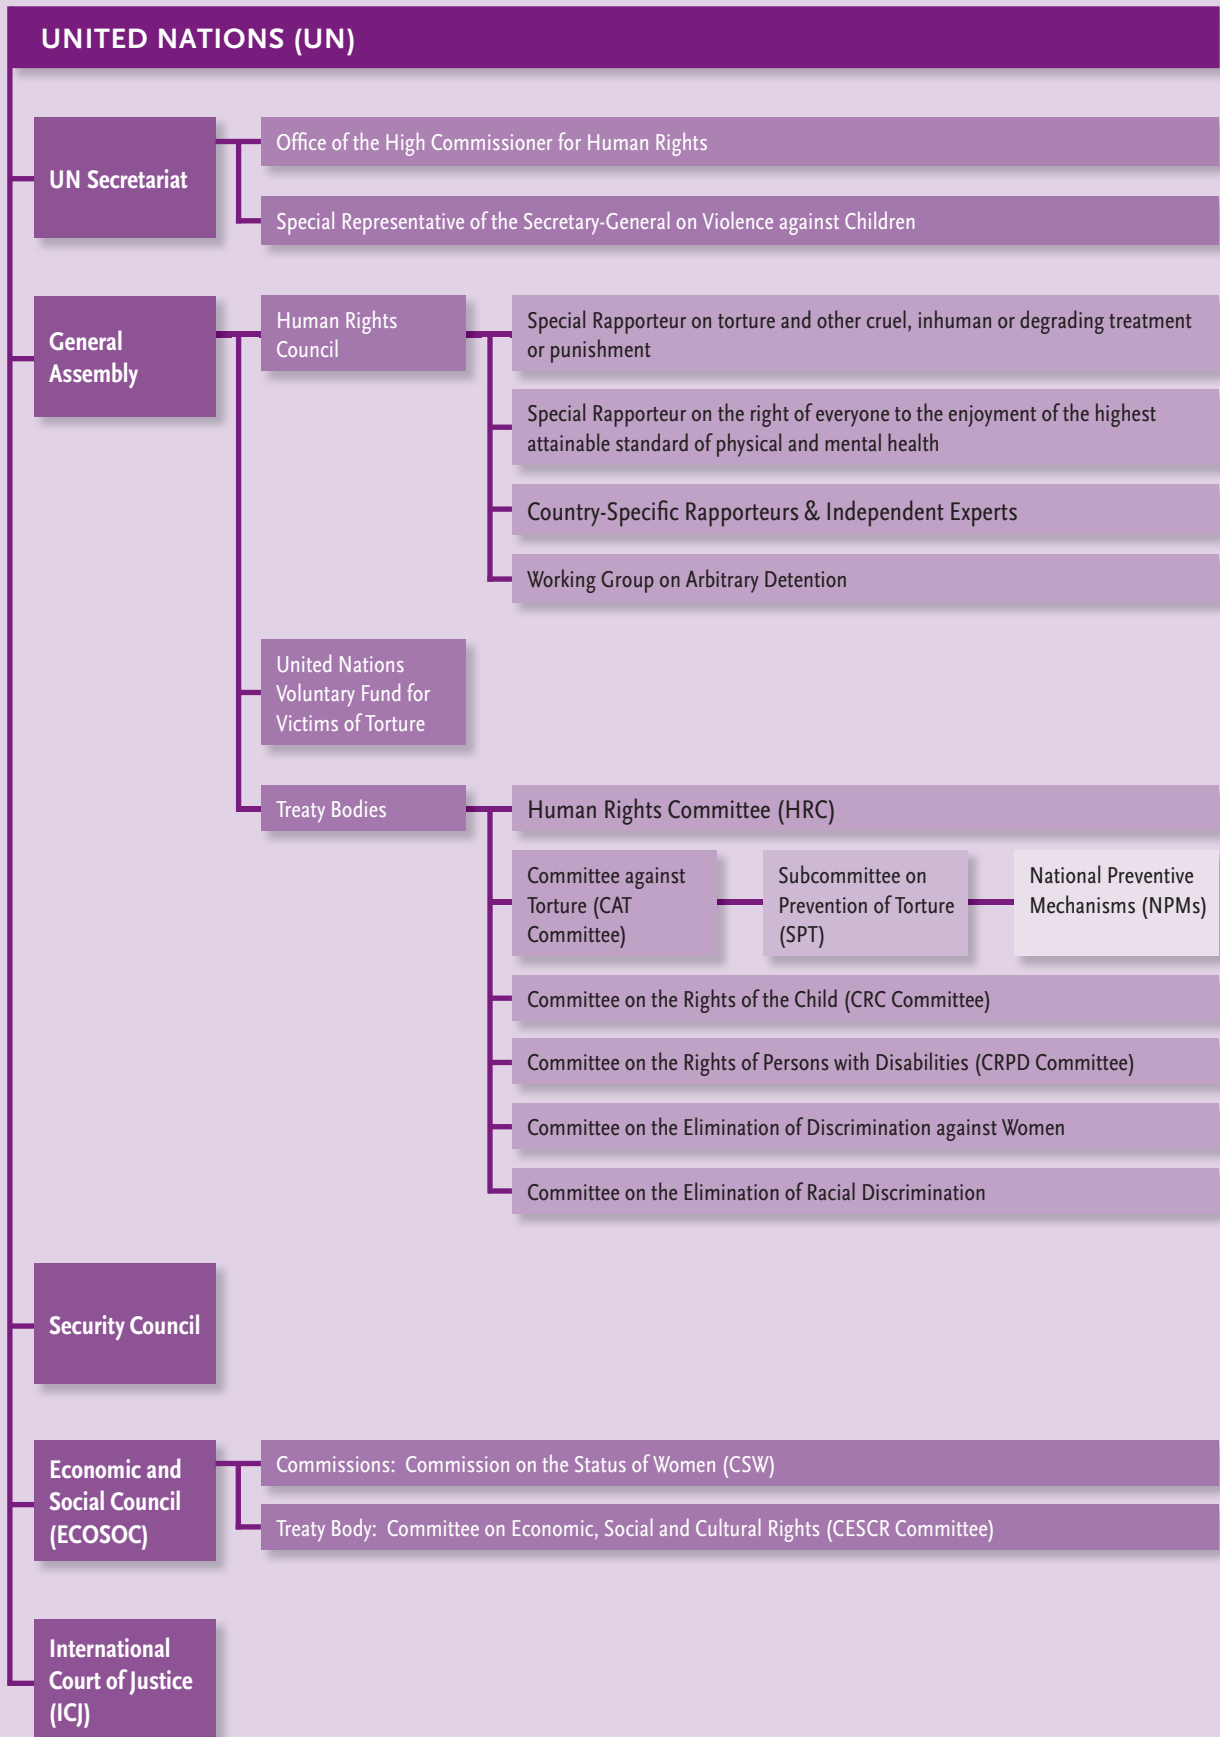 UNITED NATIONS (UN)
UN Secretariat
Office of the High Commissioner for Human Rights
Special Representative of the Secretary-General on Violence against Children
General
Assembly
Human Rights
Council
Special Rapporteur on torture and other cruel, inhuman or degrading treatment
or punishment
Special Rapporteur on the right of everyone to the enjoyment of the highest
attainable standard of physical and mental health
Country-Specific Rapporteurs & Independent Experts
Working Group on Arbitrary Detention
United Nations
Voluntary Fund for
Victims of Torture
Treaty Bodies
Human Rights Committee (HRC)
Committee against
Torture (CAT
Committee)
Subcommittee on
Prevention of Torture
(SPT)
National Preventive
Mechanisms (NPMs)
Committee on the Rights of the Child (CRC Committee)
Committee on the Rights of Persons with Disabilities (CRPD Committee)
Committee on the Elimination of Discrimination against Women
Committee on the Elimination of Racial Discrimination
Security Council
Economic and
Social Council
(ECOSOC)
Commissions: Commission on the Status of Women (CSW)
Treaty Body: Committee on Economic, Social and Cultural Rights (CESCR Committee)
International
Court of Justice
(ICJ)